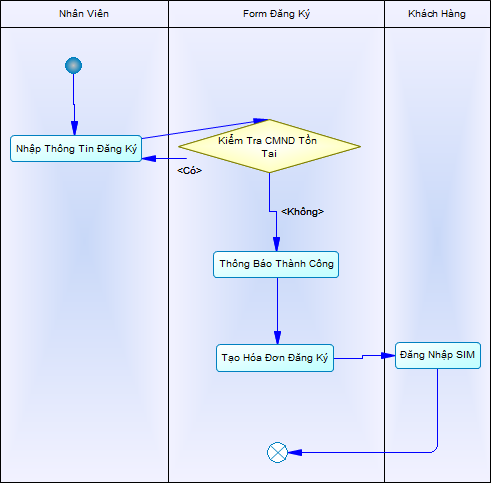 Nhân Viên
Form Đăng Ký
Khách Hàng
Nhập Thông Tin Đăng Ký
Kiểm Tra CMND Tồn
Tai
<Có>
<Không>
Thông Báo Thành Công
Tạo Hóa Đơn Đăng Ký
Đăng Nhập SIM